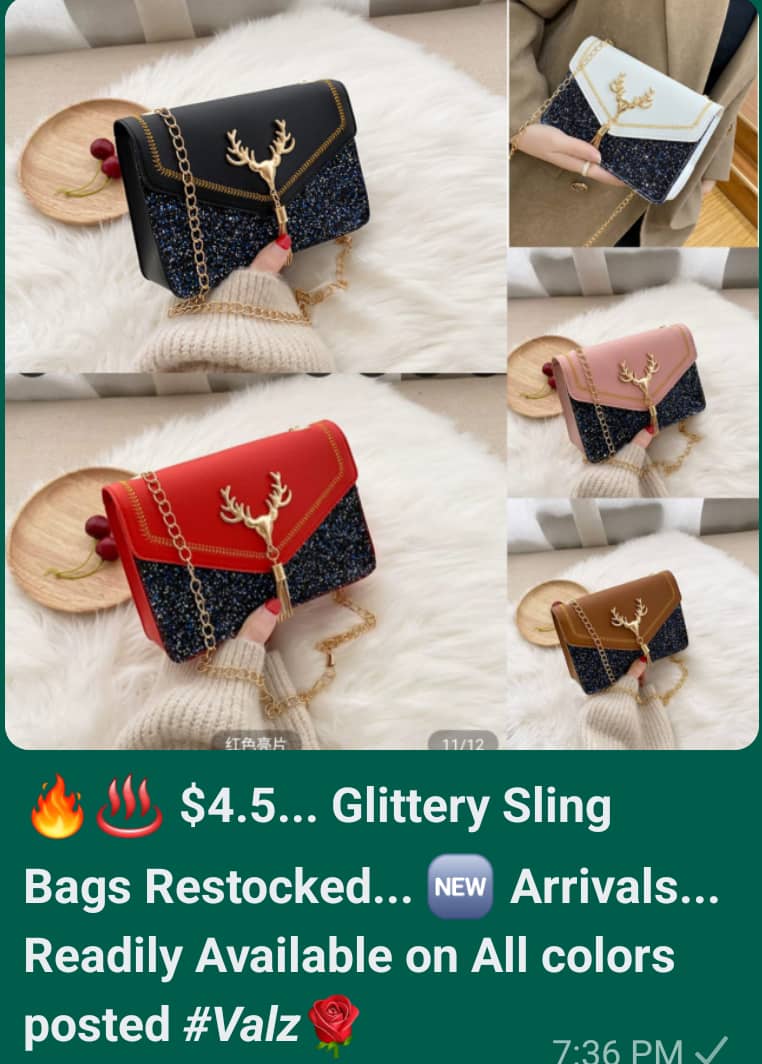 红色亮片
11/12
🔥♨️ $4.5... Glittery Sling
Bags Restocked... 🆕 Arrivals...
Readily Available on All colors
posted #Valz🌹
7:36 PM ✓